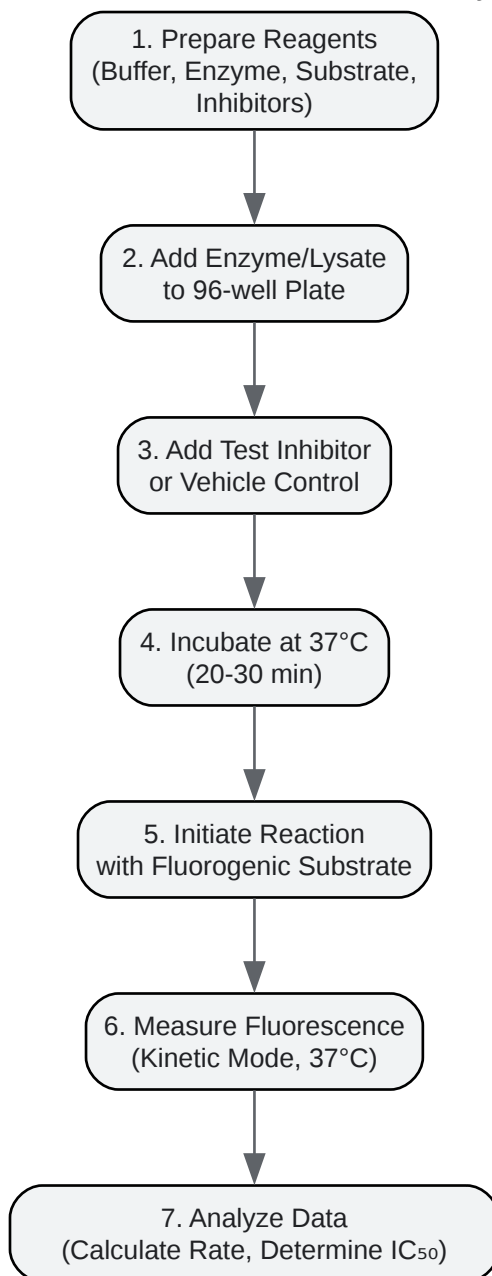 1. Prepare Reagents
(Buffer, Enzyme, Substrate,
Inhibitors)
2. Add Enzyme/Lysate
to 96-well Plate
3. Add Test Inhibitor
or Vehicle Control
4. Incubate at 37°C
(20-30 min)
5. Initiate Reaction
with Fluorogenic Substrate
6. Measure Fluorescence
(Kinetic Mode, 37°C)
7. Analyze Data
(Calculate Rate, Determine IC₅₀)